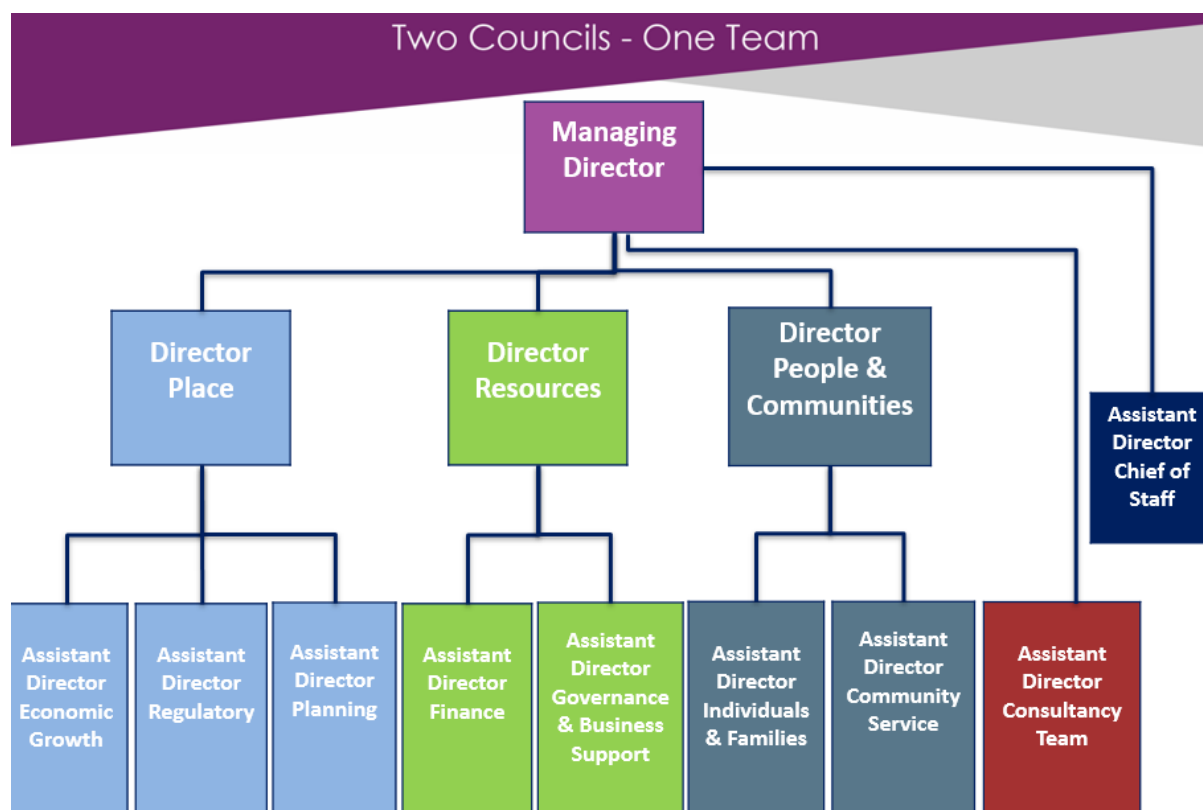 Two Councils - One Team
Managing
Director
Director
Place
Director
Resources
Director
People &
Communities
Assistant
Director
Chief of
Staff
Assistant
Director
Economic
Growth
Assistant
Director
Regulatory
Assistant
Director
Planning
Assistant
Director
Finance
Assistant
Director
Governance
& Business
Support
Assistant
Director
Individuals
& Families
Assistant
Director
Community
Service
Assistant
Director
Consultancy
Team